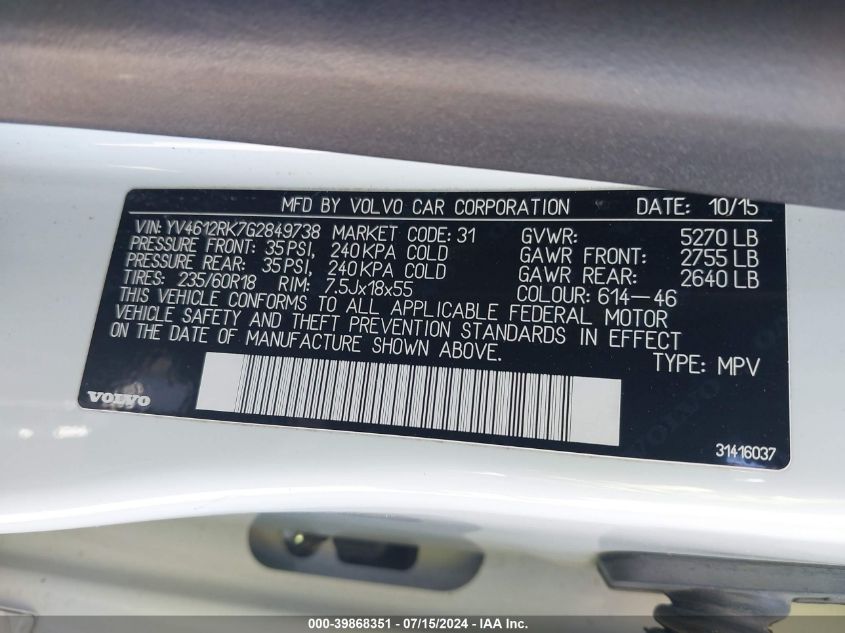 MFD BY VOLVO CAR CORPORATION DATE: 10/15
VIN: YV4612RK7G2849738 MARKET CODE: 31 GVWR: 5270 LB
PRESSURE FRONT: 35 PSI, 240 KPA COLD GAWR FRONT: 2755 LB
PRESSURE REAR: 35 PSI, 240 KPA COLD GAWR REAR: 2640 LB
TIRES: 235/60R18 RIM: 7.5Jx18x55 COLOUR: 614-46
THIS VEHICLE CONFORMS TO ALL APPLICABLE FEDERAL MOTOR
VEHICLE SAFETY AND THEFT PREVENTION STANDARDS IN EFFECT
ON THE DATE OF MANUFACTURE SHOWN ABOVE. TYPE: MPV
VOLVO
31416037
000-39868351 - 07/15/2024 - IAA Inc.